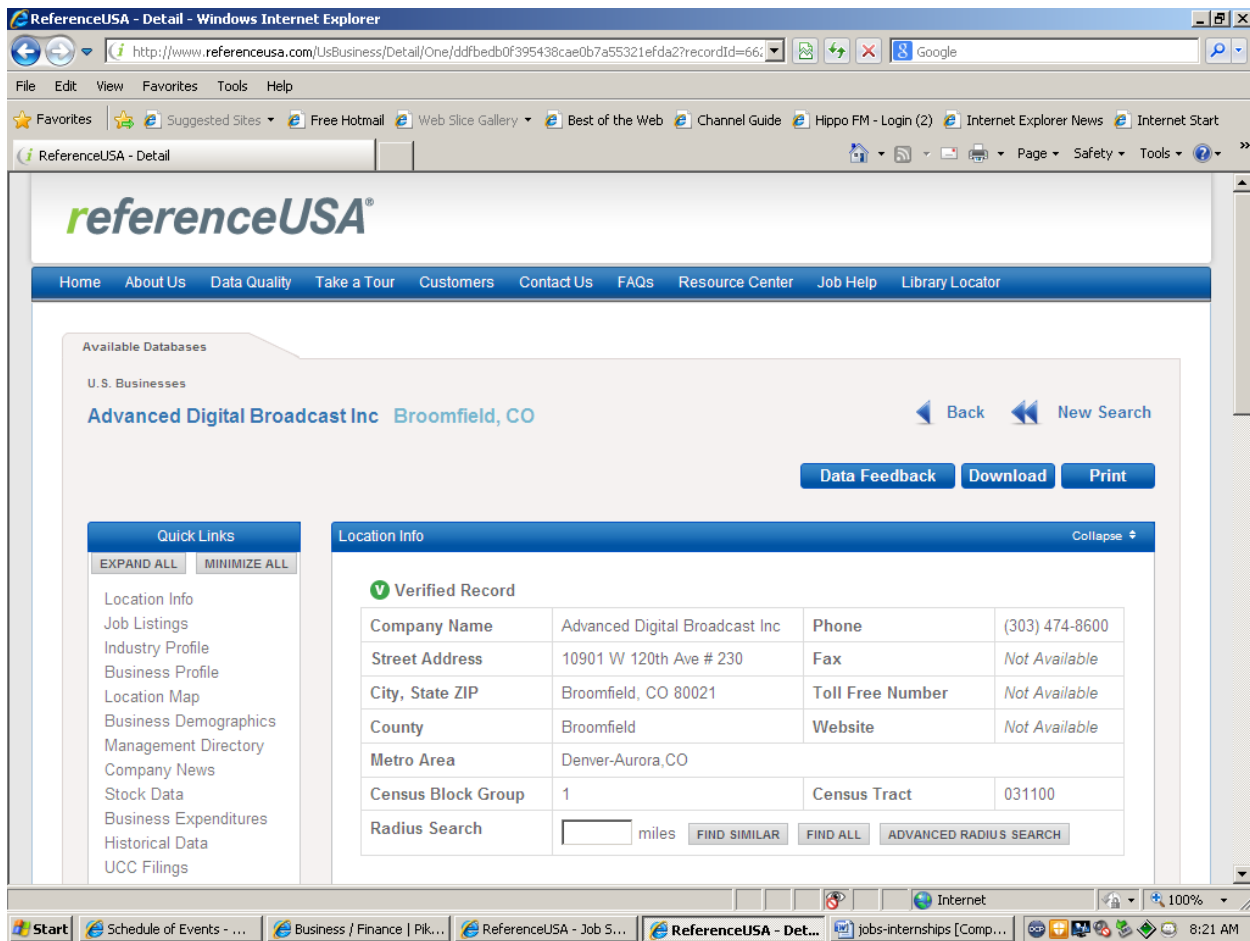 ReferenceUSA - Detail - Windows Internet Explorer
http://www.referenceusa.com/UsBusiness/Detail/One/ddfbedb0f395438cae0b7a55321efda2?recordId=66 Google
File Edit View Favorites Tools Help
Favorites Suggested Sites Free Hotmail Web Slice Gallery Best of the Web Channel Guide Hippo FM - Login (2) Internet Explorer News Internet Start
ReferenceUSA - Detail Page Safety Tools »
referenceUSA®
Home About Us Data Quality Take a Tour Customers Contact Us FAQs Resource Center Job Help Library Locator
Available Databases
U.S. Businesses
Advanced Digital Broadcast Inc Broomfield, CO Back New Search
Data Feedback Download Print
Quick Links
EXPAND ALL MINIMIZE ALL
Location Info
Job Listings
Industry Profile
Business Profile
Location Map
Business Demographics
Management Directory
Company News
Stock Data
Business Expenditures
Historical Data
UCC Filings
Location Info Collapse
V Verified Record
Company Name Advanced Digital Broadcast Inc Phone (303) 474-8600
Street Address 10901 W 120th Ave # 230 Fax Not Available
City, State ZIP Broomfield, CO 80021 Toll Free Number Not Available
County Broomfield Website Not Available
Metro Area Denver-Aurora,CO
Census Block Group 1 Census Tract 031100
Radius Search miles FIND SIMILAR FIND ALL ADVANCED RADIUS SEARCH
Internet 100%
Start Schedule of Events - ... Business / Finance | Pik... ReferenceUSA - Job S... ReferenceUSA - Det... jobs-internships [Comp... 8:21 AM